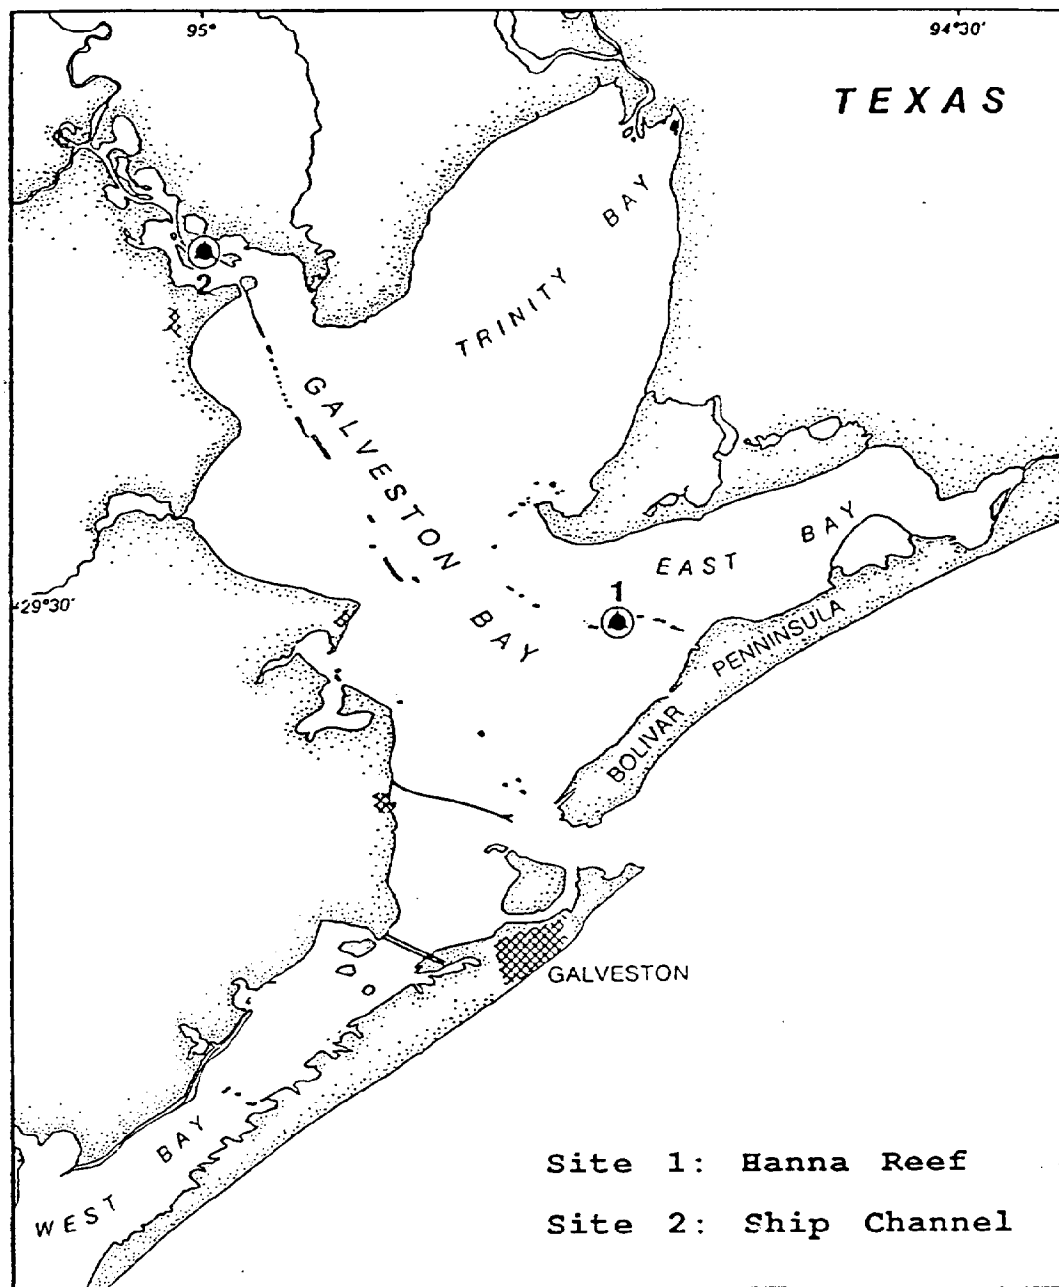 95°
94°30'
TEXAS
TRINITY BAY
2
GALVESTON BAY
EAST BAY
1
29°30'
BOLIVAR PENNINSULA
GALVESTON
WEST BAY
Site 1: Hanna Reef
Site 2: Ship Channel